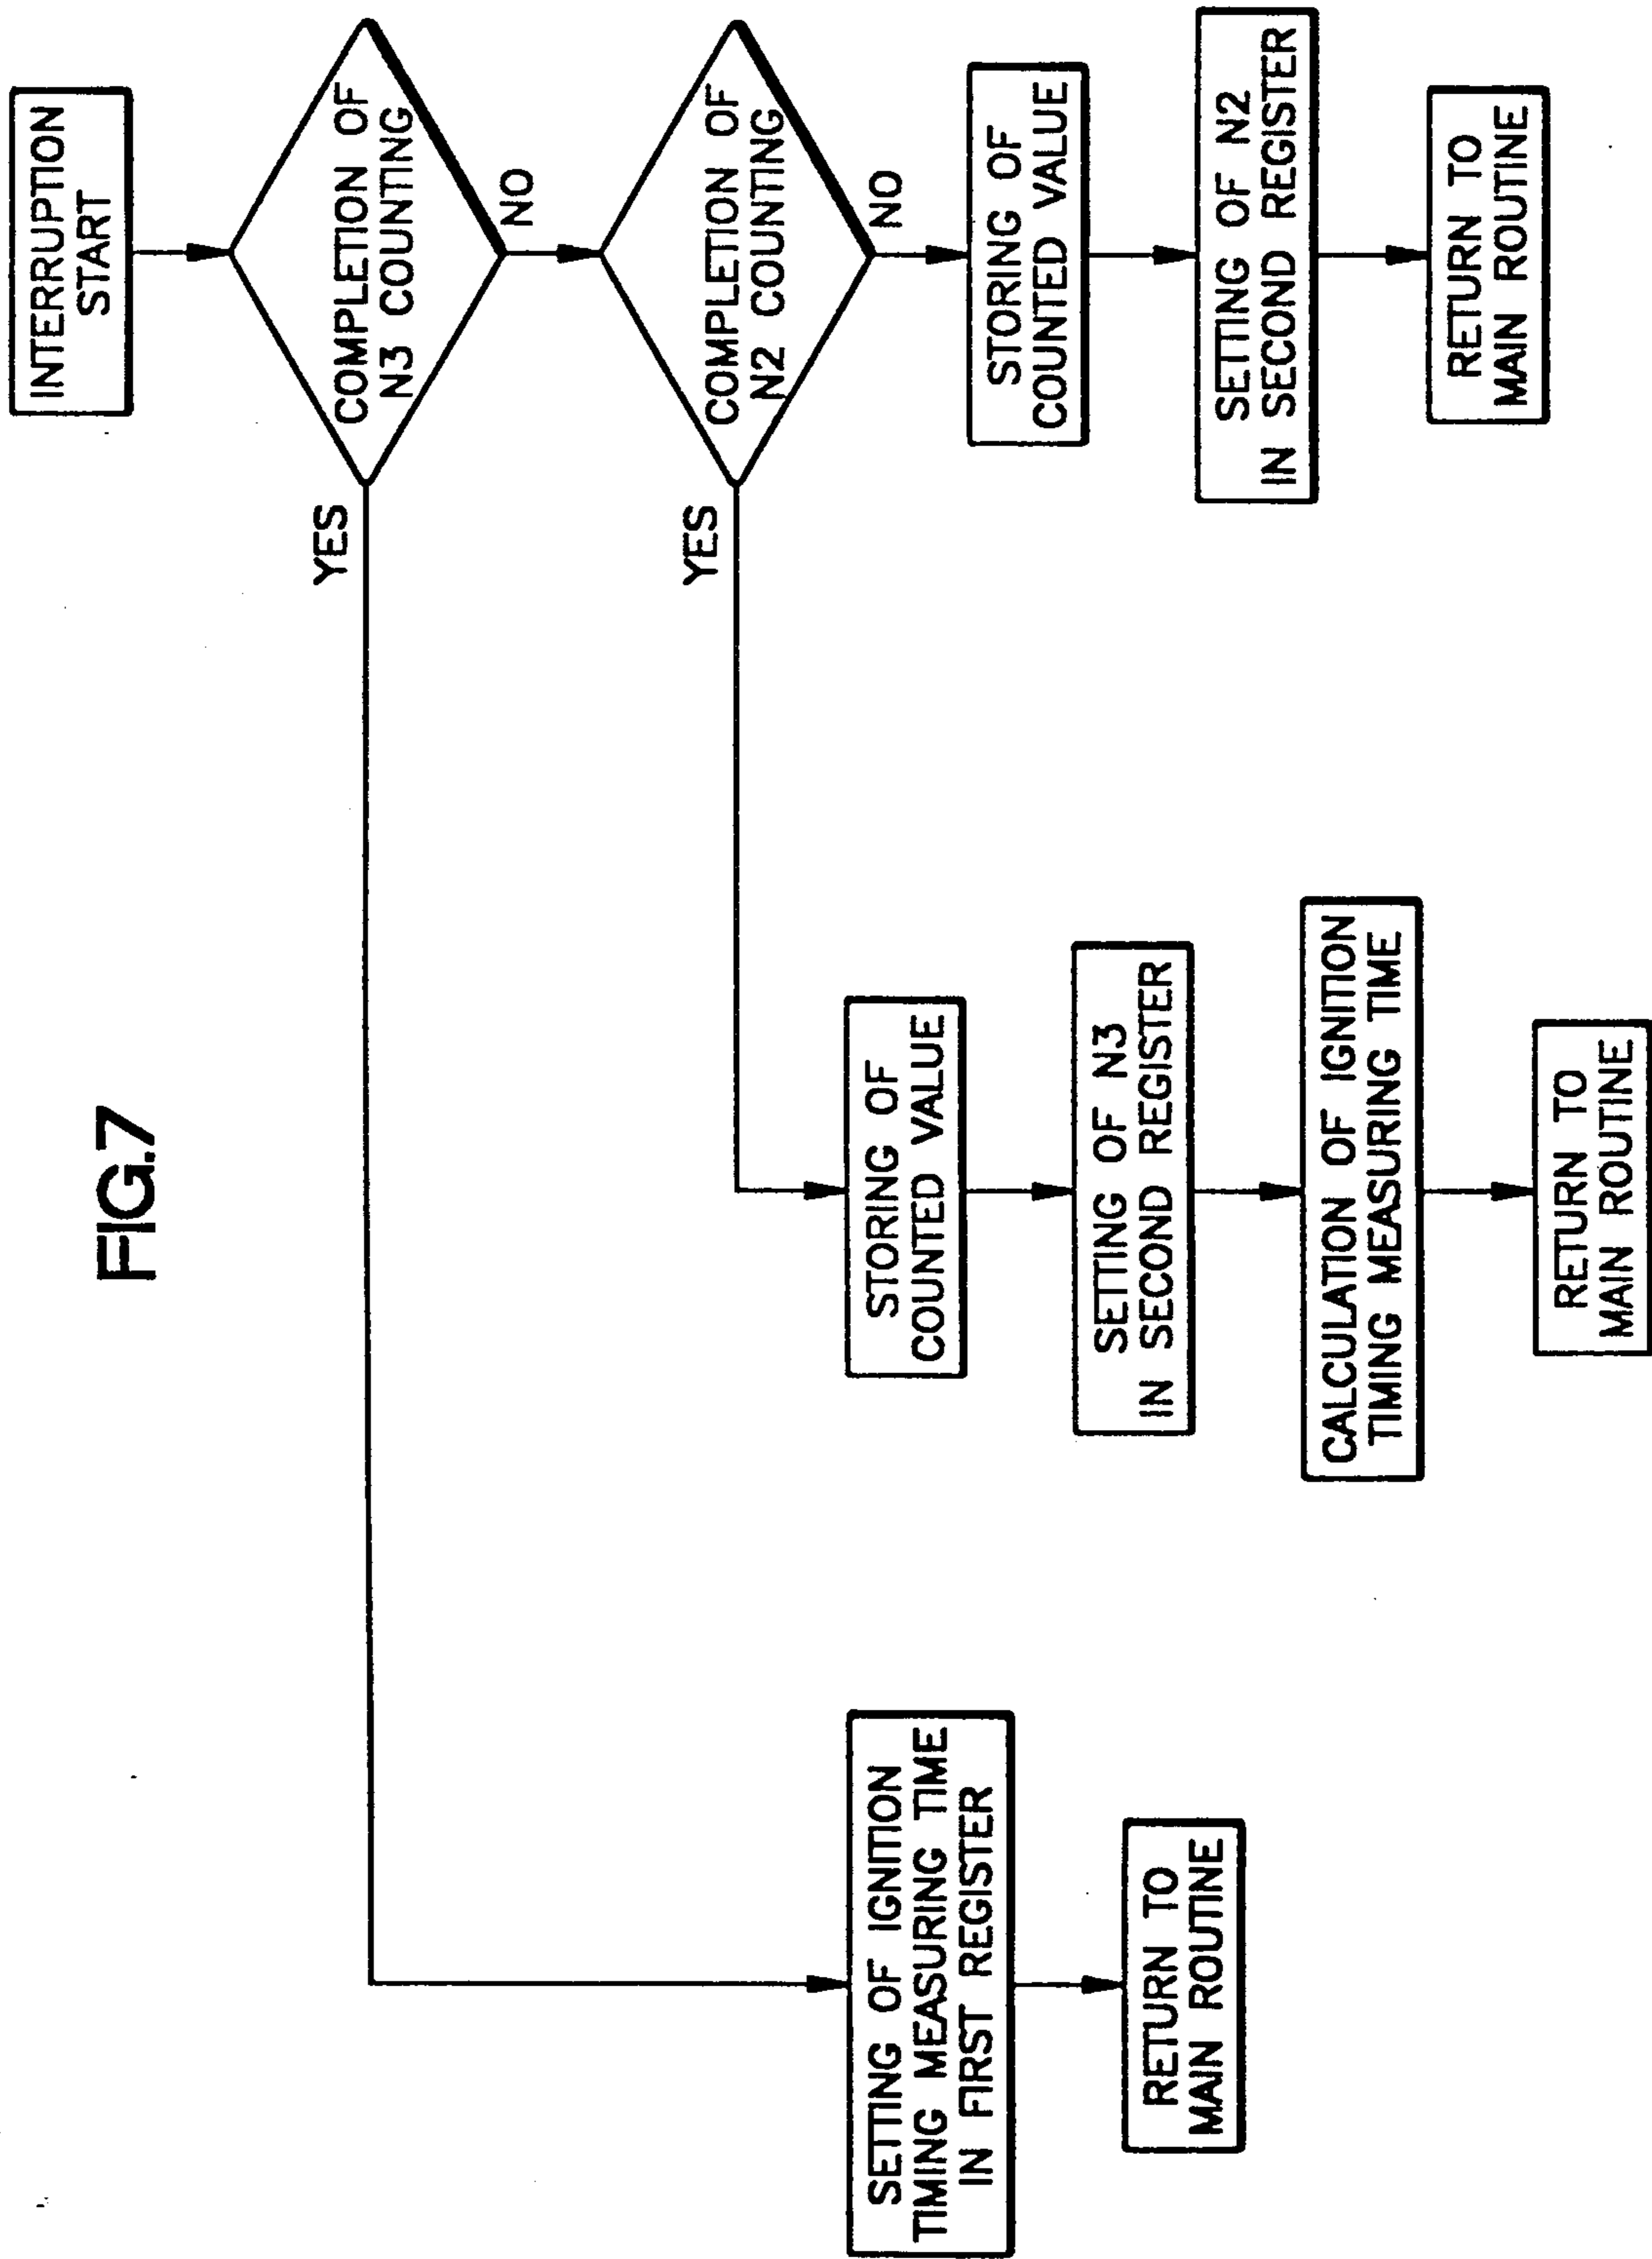 FIG.7
INTERRUPTION
START
COMPLETION OF
N3 COUNTING
YES
NO
COMPLETION OF
N2 COUNTING
YES
NO
SETTING OF IGNITION
TIMING MEASURING TIME
IN FIRST REGISTER
RETURN TO
MAIN ROUTINE
STORING OF
COUNTED VALUE
SETTING OF N3
IN SECOND REGISTER
CALCULATION OF IGNITION
TIMING MEASURING TIME
RETURN TO
MAIN ROUTINE
STORING OF
COUNTED VALUE
SETTING OF N2
IN SECOND REGISTER
RETURN TO
MAIN ROUTINE